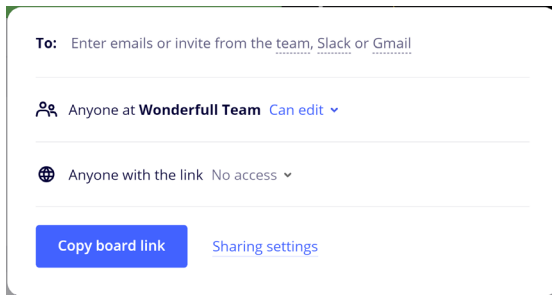 To: Enter emails or invite from the team, Slack or Gmail
Anyone at Wonderfull Team Can edit
Anyone with the link No access
Copy board link Sharing settings